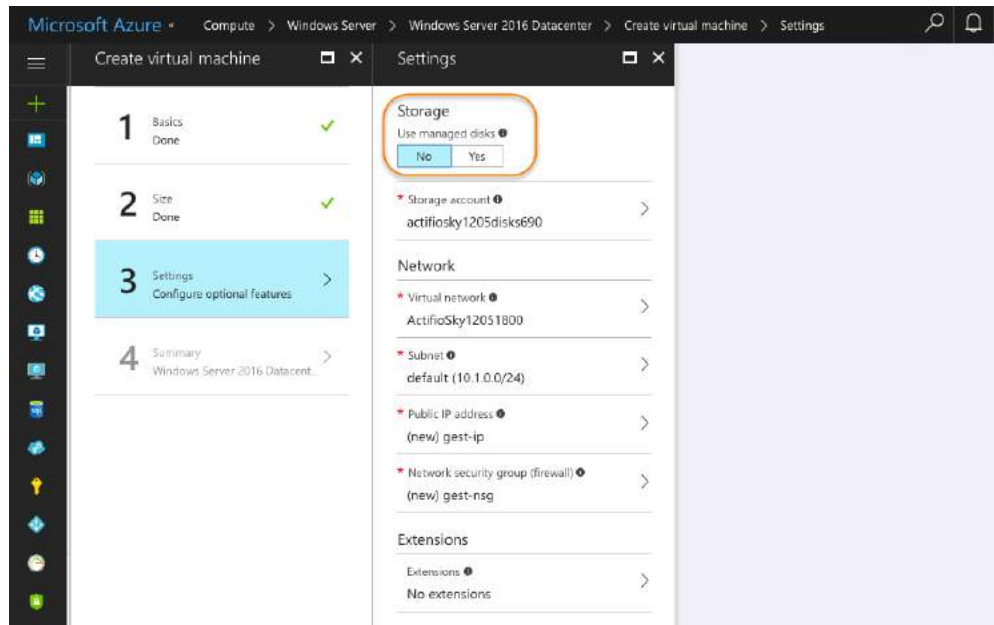 Microsoft Azure Compute > Windows Server > Windows Server 2016 Datacenter > Create virtual machine > Settings
Create virtual machine
1 Basics
Done
2 Size
Done
3 Settings
Configure optional features
4 Summary
Windows Server 2016 Datacent...
Settings
Storage
Use managed disks
No Yes
* Storage account
actifiosky1205disks690
Network
* Virtual network
ActifioSky12051800
* Subnet
default (10.1.0.0/24)
* Public IP address
(new) gest-ip
* Network security group (firewall)
(new) gest-nsg
Extensions
Extensions
No extensions